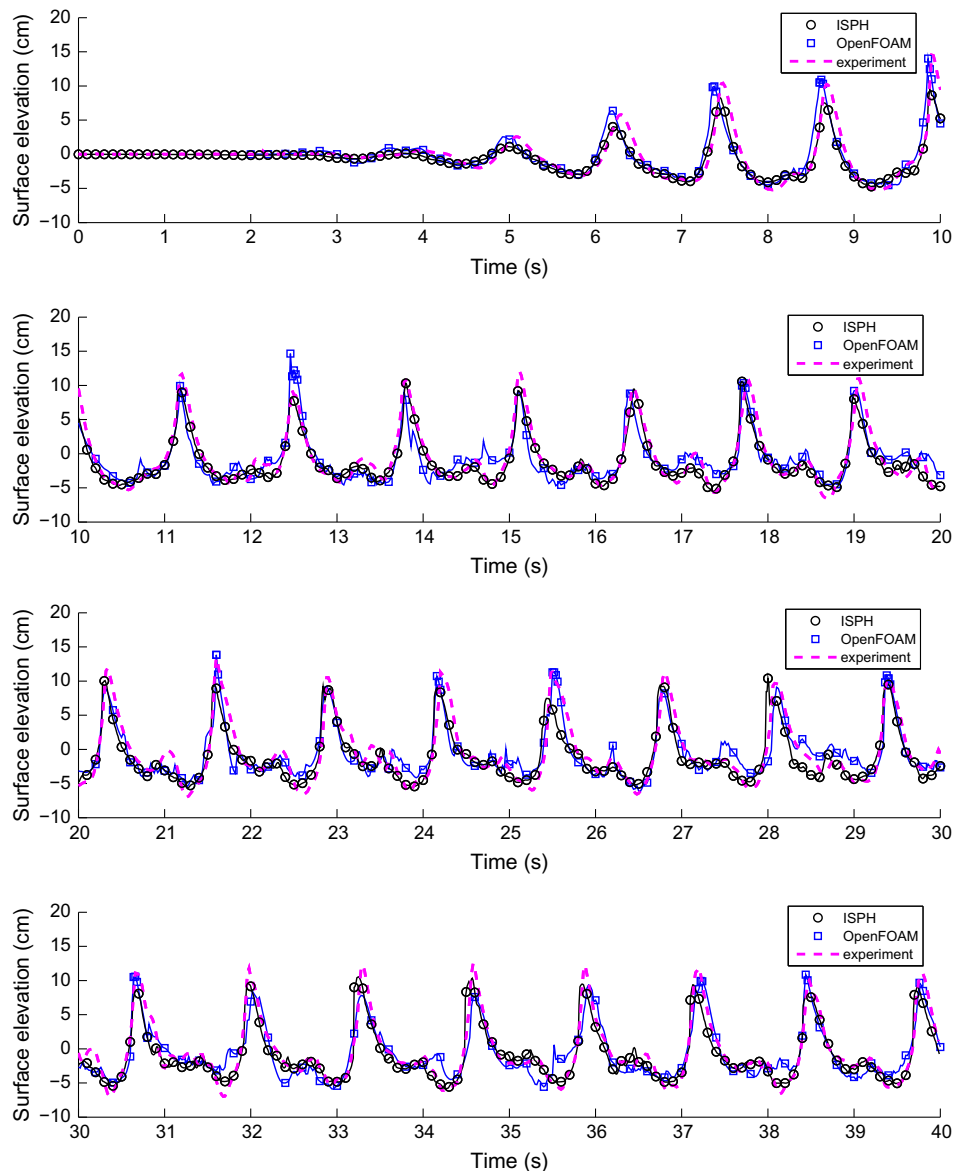 Surface elevation (cm)
20
15
10
5
0
−5
−10
ISPH
OpenFOAM
experiment
0 1 2 3 4 5 6 7 8 9 10
Time (s)
Surface elevation (cm)
20
15
10
5
0
−5
−10
ISPH
OpenFOAM
experiment
10 11 12 13 14 15 16 17 18 19 20
Time (s)
Surface elevation (cm)
20
15
10
5
0
−5
−10
ISPH
OpenFOAM
experiment
20 21 22 23 24 25 26 27 28 29 30
Time (s)
Surface elevation (cm)
20
15
10
5
0
−5
−10
ISPH
OpenFOAM
experiment
30 31 32 33 34 35 36 37 38 39 40
Time (s)